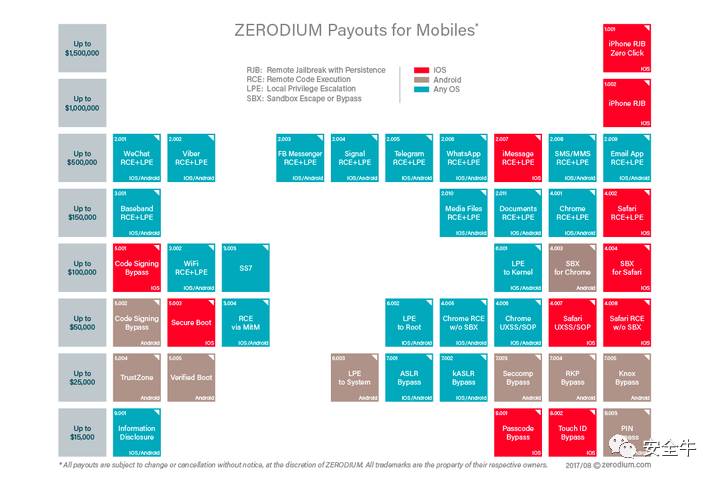 ZERODIUM Payouts for Mobiles*
RJB: Remote Jailbreak with Persistence
RCE: Remote Code Execution
LPE: Local Privilege Escalation
SBX: Sandbox Escape or Bypass
iOS
Android
Any OS
Up to
$1,500,000
1.001
iPhone RJB
Zero Click
iOS
Up to
$1,000,000
1.002
iPhone RJB
iOS
Up to
$500,000
2.001
WeChat
RCE+LPE
iOS/Android
2.002
Viber
RCE+LPE
iOS/Android
2.003
FB Messenger
RCE+LPE
iOS/Android
2.004
Signal
RCE+LPE
iOS/Android
2.005
Telegram
RCE+LPE
iOS/Android
2.006
WhatsApp
RCE+LPE
iOS/Android
2.007
iMessage
RCE+LPE
iOS
2.008
SMS/MMS
RCE+LPE
iOS/Android
2.009
Email App
RCE+LPE
iOS/Android
Up to
$150,000
3.001
Baseband
RCE+LPE
iOS/Android
2.010
Media Files
RCE+LPE
iOS/Android
2.011
Documents
RCE+LPE
iOS/Android
4.001
Chrome
RCE+LPE
iOS/Android
4.002
Safari
RCE+LPE
iOS
Up to
$100,000
5.001
Code Signing
Bypass
iOS
3.002
WiFi
RCE+LPE
iOS/Android
SS7
6.001
LPE
to Kernel
iOS/Android
4.003
SBX
for Chrome
Android
4.004
SBX
for Safari
iOS
Up to
$50,000
5.002
Code Signing
Bypass
Android
5.003
Secure Boot
iOS
3.004
RCE
via MitM
iOS/Android
6.002
LPE
to Root
iOS/Android
4.005
Chrome RCE
w/o SBX
iOS/Android
4.006
Chrome
UXSS/SOP
iOS/Android
4.007
Safari
UXSS/SOP
iOS
4.008
Safari RCE
w/o SBX
iOS
Up to
$25,000
5.004
TrustZone
Android
5.005
Verified Boot
Android
6.003
LPE
to System
Android
7.001
ASLR
Bypass
iOS/Android
7.002
kASLR
Bypass
iOS/Android
7.003
Seccomp
Bypass
Android
7.004
RKP
Bypass
Android
7.005
Knox
Bypass
Android
Up to
$15,000
Information
Disclosure
iOS/Android
Passcode
Bypass
iOS
Touch ID
Bypass
iOS
PIN
安全牛
* All payouts are subject to change or cancellation without notice, at the discretion of ZERODIUM. All trademarks are the property of their respective owners.
2017/08 © zerodium.com